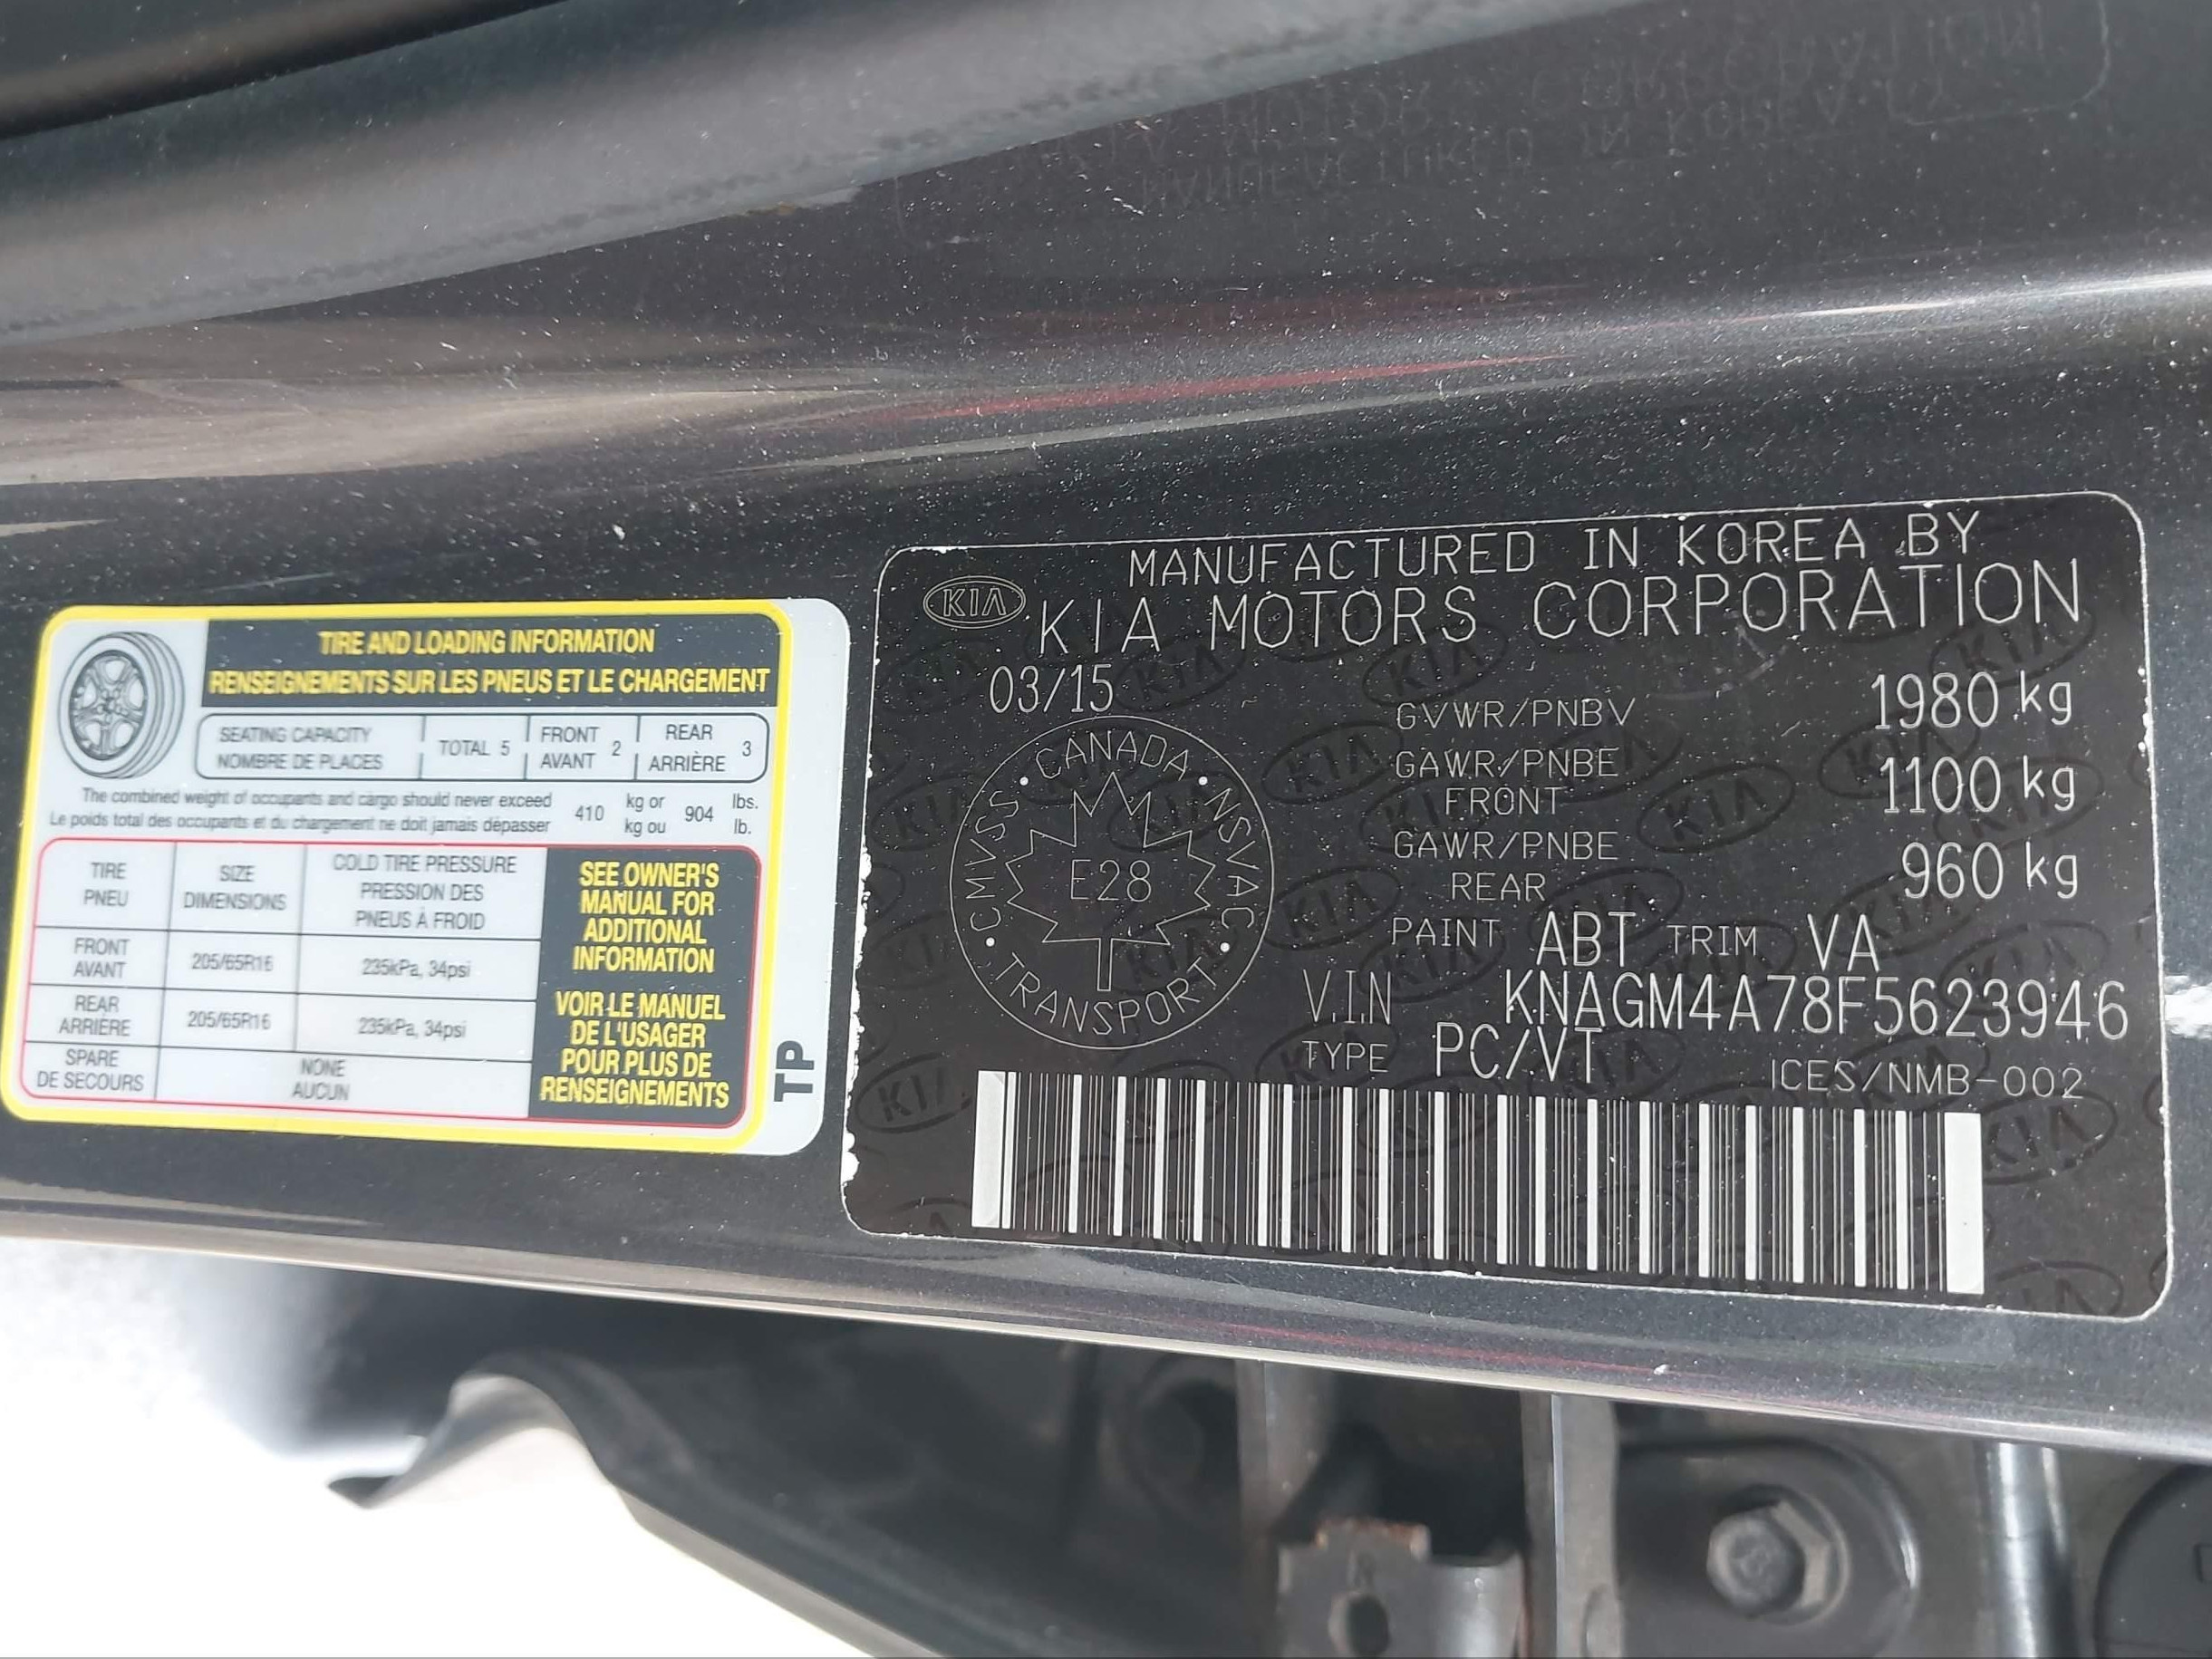 TIRE AND LOADING INFORMATION
RENSEIGNEMENTS SUR LES PNEUS ET LE CHARGEMENT
SEATING CAPACITY
NOMBRE DE PLACES
TOTAL 5
FRONT
AVANT 2
REAR
ARRIÈRE 3
The combined weight of occupants and cargo should never exceed 410 kg or 904 lbs.
Le poids total des occupants et du chargement ne doit jamais dépasser kg ou lb.
TIRE
PNEU
SIZE
DIMENSIONS
COLD TIRE PRESSURE
PRESSION DES
PNEUS À FROID
FRONT
AVANT
205/65R16
235kPa, 34psi
REAR
ARRIÈRE
205/65R16
235kPa, 34psi
SPARE
DE SECOURS
NONE
AUCUN
SEE OWNER'S
MANUAL FOR
ADDITIONAL
INFORMATION
VOIR LE MANUEL
DE L'USAGER
POUR PLUS DE
RENSEIGNEMENTS
TP
MANUFACTURED IN KOREA BY
KIA KIA MOTORS CORPORATION
03/15
CANADA
CMVSS NSVAC
E28
TRANSPORT
GVWR/PNBV 1980 kg
GAWR/PNBE
FRONT 1100 kg
GAWR/PNBE
REAR 960 kg
PAINT ABT TRIM VA
V.I.N KNAGM4A78F5623946
TYPE PC/VT ICES/NMB-002